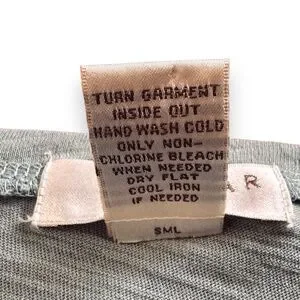 TURN GARMENT
INSIDE OUT
HAND WASH COLD
ONLY NON-
CHLORINE BLEACH
WHEN NEEDED
DRY FLAT
COOL IRON
IF NEEDED
SML
R